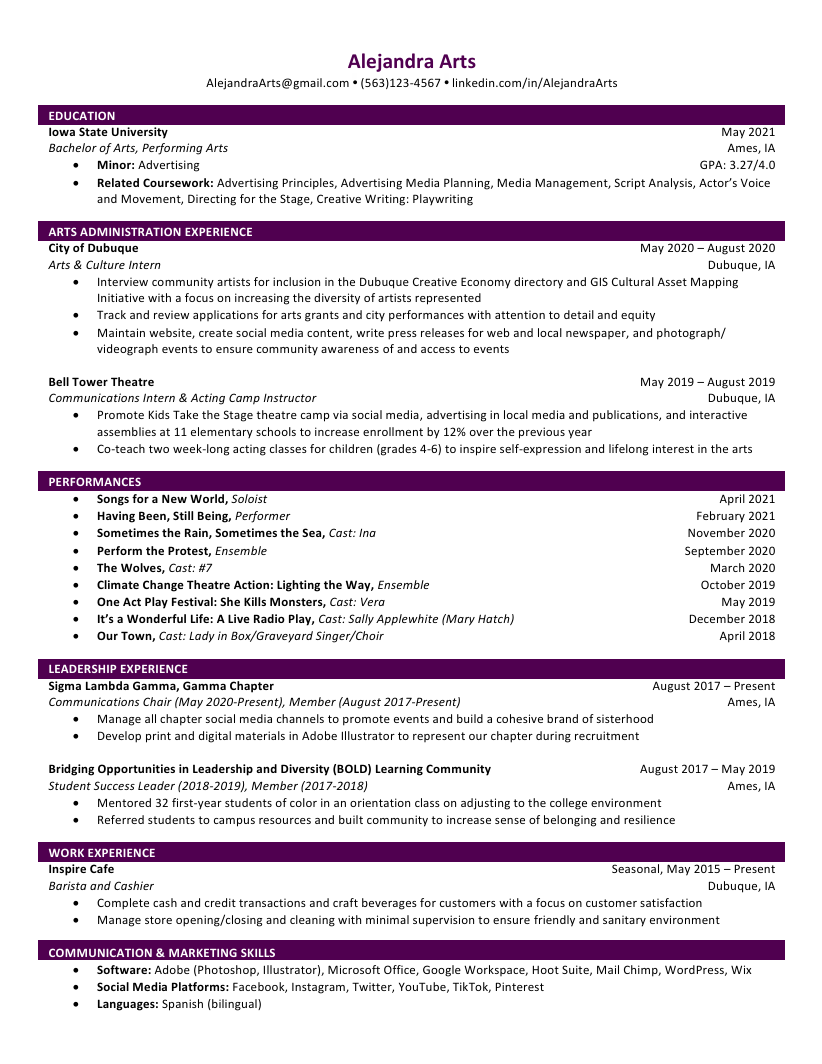 Alejandra Arts
AlejandraArts@gmail.com • (563)123-4567 • linkedin.com/in/AlejandraArts
EDUCATION
Iowa State University May 2021
Bachelor of Arts, Performing Arts Ames, IA
• Minor: Advertising GPA: 3.27/4.0
• Related Coursework: Advertising Principles, Advertising Media Planning, Media Management, Script Analysis, Actor’s Voice
and Movement, Directing for the Stage, Creative Writing: Playwriting
ARTS ADMINISTRATION EXPERIENCE
City of Dubuque May 2020 – August 2020
Arts & Culture Intern Dubuque, IA
• Interview community artists for inclusion in the Dubuque Creative Economy directory and GIS Cultural Asset Mapping
Initiative with a focus on increasing the diversity of artists represented
• Track and review applications for arts grants and city performances with attention to detail and equity
• Maintain website, create social media content, write press releases for web and local newspaper, and photograph/
videograph events to ensure community awareness of and access to events
Bell Tower Theatre May 2019 – August 2019
Communications Intern & Acting Camp Instructor Dubuque, IA
• Promote Kids Take the Stage theatre camp via social media, advertising in local media and publications, and interactive
assemblies at 11 elementary schools to increase enrollment by 12% over the previous year
• Co-teach two week-long acting classes for children (grades 4-6) to inspire self-expression and lifelong interest in the arts
PERFORMANCES
• Songs for a New World, Soloist April 2021
• Having Been, Still Being, Performer February 2021
• Sometimes the Rain, Sometimes the Sea, Cast: Ina November 2020
• Perform the Protest, Ensemble September 2020
• The Wolves, Cast: #7 March 2020
• Climate Change Theatre Action: Lighting the Way, Ensemble October 2019
• One Act Play Festival: She Kills Monsters, Cast: Vera May 2019
• It’s a Wonderful Life: A Live Radio Play, Cast: Sally Applewhite (Mary Hatch) December 2018
• Our Town, Cast: Lady in Box/Graveyard Singer/Choir April 2018
LEADERSHIP EXPERIENCE
Sigma Lambda Gamma, Gamma Chapter August 2017 – Present
Communications Chair (May 2020-Present), Member (August 2017-Present) Ames, IA
• Manage all chapter social media channels to promote events and build a cohesive brand of sisterhood
• Develop print and digital materials in Adobe Illustrator to represent our chapter during recruitment
Bridging Opportunities in Leadership and Diversity (BOLD) Learning Community August 2017 – May 2019
Student Success Leader (2018-2019), Member (2017-2018) Ames, IA
• Mentored 32 first-year students of color in an orientation class on adjusting to the college environment
• Referred students to campus resources and built community to increase sense of belonging and resilience
WORK EXPERIENCE
Inspire Cafe Seasonal, May 2015 – Present
Barista and Cashier Dubuque, IA
• Complete cash and credit transactions and craft beverages for customers with a focus on customer satisfaction
• Manage store opening/closing and cleaning with minimal supervision to ensure friendly and sanitary environment
COMMUNICATION & MARKETING SKILLS
• Software: Adobe (Photoshop, Illustrator), Microsoft Office, Google Workspace, Hoot Suite, Mail Chimp, WordPress, Wix
• Social Media Platforms: Facebook, Instagram, Twitter, YouTube, TikTok, Pinterest
• Languages: Spanish (bilingual)